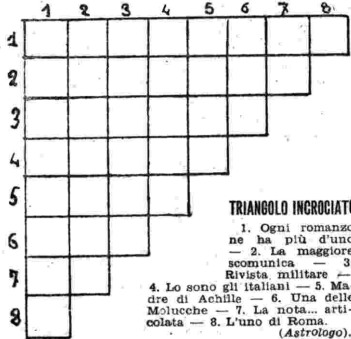 1 2 3 4 5 6 7 8
1
2
3
4
5
6
7
8
TRIANGOLO INCROCIATO
1. Ogni romanzo
ne ha più d'uno
— 2. La maggiore
scomunica — 3.
Rivista militare —
4. Lo sono gli italiani — 5. Ma-
dre di Achille — 6. Una delle
Molucche — 7. La nota... arti-
colata — 8. L'uno di Roma.
(Astrologo).